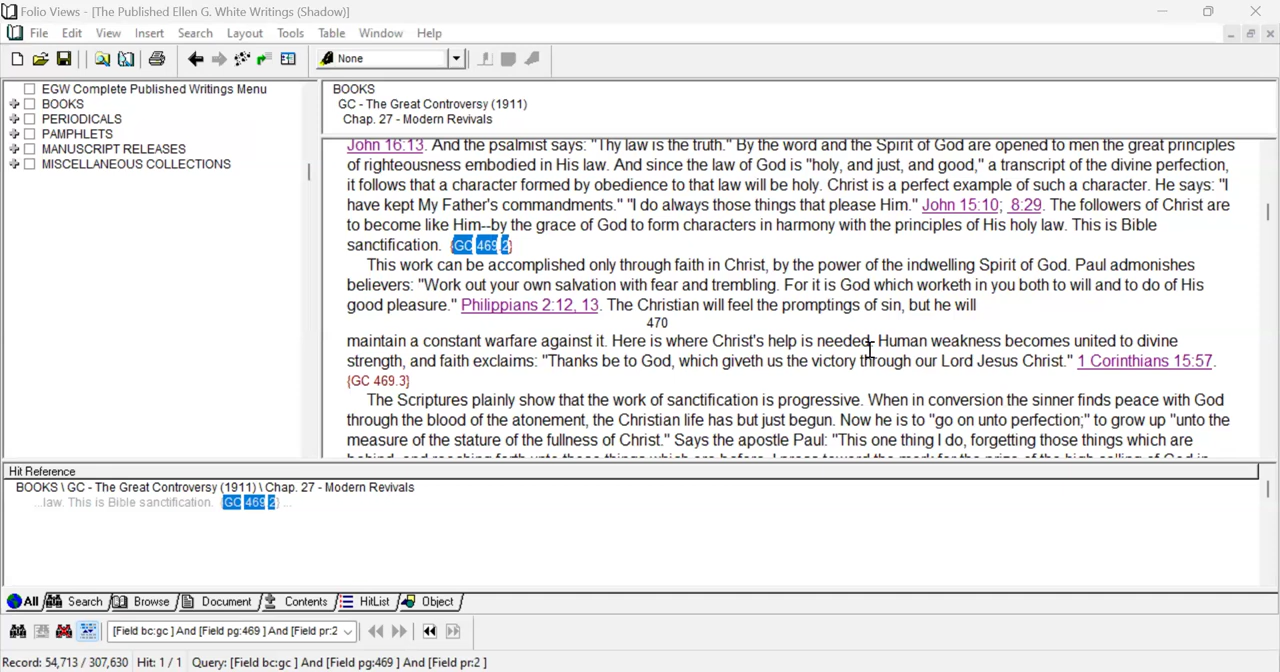 Folio Views - [The Published Ellen G. White Writings (Shadow)]
File Edit View Insert Search Layout Tools Table Window Help
None
EGW Complete Published Writings Menu
BOOKS
PERIODICALS
PAMPHLETS
MANUSCRIPT RELEASES
MISCELLANEOUS COLLECTIONS
BOOKS
GC - The Great Controversy (1911)
Chap. 27 - Modern Revivals
John 16:13. And the psalmist says: "Thy law is the truth." By the word and the Spirit of God are opened to men the great principles
of righteousness embodied in His law. And since the law of God is "holy, and just, and good," a transcript of the divine perfection,
it follows that a character formed by obedience to that law will be holy. Christ is a perfect example of such a character. He says: "I
have kept My Father's commandments." "I do always those things that please Him." John 15:10; 8:29. The followers of Christ are
to become like Him--by the grace of God to form characters in harmony with the principles of His holy law. This is Bible
sanctification. {GC 469.2}
This work can be accomplished only through faith in Christ, by the power of the indwelling Spirit of God. Paul admonishes
believers: "Work out your own salvation with fear and trembling. For it is God which worketh in you both to will and to do of His
good pleasure." Philippians 2:12, 13. The Christian will feel the promptings of sin, but he will
470
maintain a constant warfare against it. Here is where Christ's help is needed. Human weakness becomes united to divine
strength, and faith exclaims: "Thanks be to God, which giveth us the victory through our Lord Jesus Christ." 1 Corinthians 15:57.
{GC 469.3}
The Scriptures plainly show that the work of sanctification is progressive. When in conversion the sinner finds peace with God
through the blood of the atonement, the Christian life has but just begun. Now he is to "go on unto perfection;" to grow up "unto the
measure of the stature of the fullness of Christ." Says the apostle Paul: "This one thing I do, forgetting those things which are
Hit Reference
BOOKS \ GC - The Great Controversy (1911) \ Chap. 27 - Modern Revivals
...law. This is Bible sanctification. {GC 469.2} ...
All Search Browse Document Contents HitList Object
[Field bc:gc ] And [Field pg:469 ] And [Field pr:2
Record: 54,713 / 307,630 Hit: 1 / 1 Query: [Field bc:gc ] And [Field pg:469 ] And [Field pr:2 ]